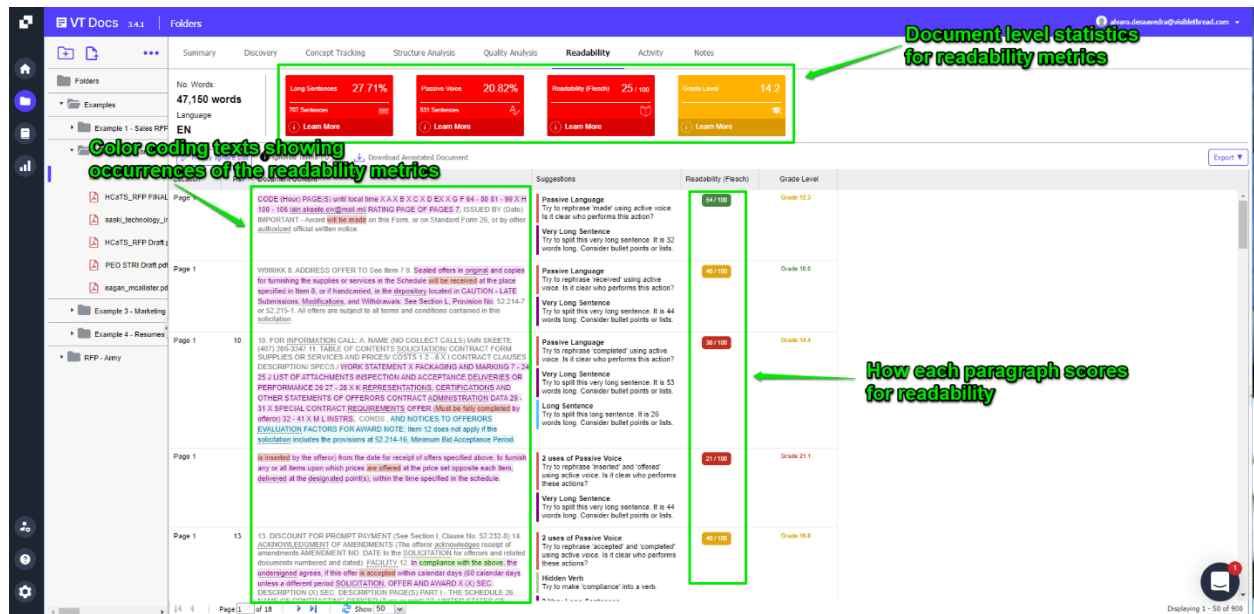 VT Docs 3.4.1 Folders
alvaro.desaavedra@visiblethread.com
Document level statistics
for readability metrics
Summary Discovery Concept Tracking Structure Analysis Quality Analysis Readability Activity Notes
Folders
Examples
Example 1 - Sales RFP
HCaTS_RFP FINAL
aaski_technology_ir
HCaTS_RFP Draft.p
PEO STRI Draft.pdf
eagan_mcallister.pd
Example 3 - Marketing
Example 4 - Resumes
RFP - Army
No. Words:
47,150 words
Language
EN
Long Sentences 27.71%
787 Sentences
Learn More
Passive Voice 20.82%
Learn More
Readability (Flesch) 25 / 100
Learn More
Grade Level 14.2
Learn More
Color coding texts showing
occurrences of the readability metrics
Download Annotated Document
Export
Document Content Suggestions Readability (Flesch) Grade Level
Page 1
CODE (Hour) PAGE(S) until local time X A X B X C X D EX X G F 64 - 80 81 - 99 X H
100 - 106 iain.skeete.civ@mail.mil RATING PAGE OF PAGES 7. ISSUED BY (Date)
IMPORTANT - Award will be made on this Form, or on Standard Form 26, or by other
authorized official written notice.
Passive Language
Try to rephrase 'made' using active voice.
Is it clear who performs this action?
Very Long Sentence
Try to split this very long sentence. It is 32
words long. Consider bullet points or lists.
54 / 100
Grade 12.3
Page 1
W900KK 8. ADDRESS OFFER TO See Item 7 9. Sealed offers in original and copies
for furnishing the supplies or services in the Schedule will be received at the place
specified in Item 8, or if handcarried, in the depository located in CAUTION - LATE
Submissions, Modifications, and Withdrawals: See Section L, Provision No. 52.214-7
or 52.215-1. All offers are subject to all terms and conditions contained in this
solicitation.
Passive Language
Try to rephrase 'received' using active
voice. Is it clear who performs this action?
Very Long Sentence
Try to split this very long sentence. It is 44
words long. Consider bullet points or lists.
Page 1 10.
10. FOR INFORMATION CALL: A. NAME (NO COLLECT CALLS) IAIN SKEETE
(407) 208-3347 11. TABLE OF CONTENTS SOLICITATION/ CONTRACT FORM
SUPPLIES OR SERVICES AND PRICES/ COSTS 1 2 - 6 X I CONTRACT CLAUSES
DESCRIPTION/ SPECS./ WORK STATEMENT X PACKAGING AND MARKING 7 - 24
25 J LIST OF ATTACHMENTS INSPECTION AND ACCEPTANCE DELIVERIES OR
PERFORMANCE 26 27 - 28 X K REPRESENTATIONS, CERTIFICATIONS AND
OTHER STATEMENTS OF OFFERORS CONTRACT ADMINISTRATION DATA 29 -
31 X SPECIAL CONTRACT REQUIREMENTS OFFER (Must be fully completed by
offeror) 32 - 41 X M L INSTRS., CONDS., AND NOTICES TO OFFERORS
EVALUATION FACTORS FOR AWARD NOTE: Item 12 does not apply if the
solicitation includes the provisions at 52.214-16, Minimum Bid Acceptance Period.
Passive Language
Try to rephrase 'completed' using active
voice. Is it clear who performs this action?
Very Long Sentence
Try to split this very long sentence. It is 53
words long. Consider bullet points or lists.
Long Sentence
Try to split this long sentence. It is 26
words long. Consider bullet points or lists.
30 / 100
Grade 14.4
How each paragraph scores
for readability
Page 1
is inserted by the offeror) from the date for receipt of offers specified above, to furnish
any or all items upon which prices are offered at the price set opposite each item,
delivered at the designated point(s), within the time specified in the schedule.
2 uses of Passive Voice
Try to rephrase 'inserted' and 'offered'
using active voice. Is it clear who performs
these actions?
Very Long Sentence
Try to split this very long sentence. It is 44
words long. Consider bullet points or lists.
21 / 100
Grade 21.1
Page 1 13.
13. DISCOUNT FOR PROMPT PAYMENT (See Section I, Clause No. 52.232-8) 14.
ACKNOWLEDGMENT OF AMENDMENTS (The offeror acknowledges receipt of
amendments AMENDMENT NO. DATE to the SOLICITATION for offerors and related
documents numbered and dated): FACILITY 12. In compliance with the above, the
undersigned agrees, if this offer is accepted within calendar days (60 calendar days
unless a different period SOLICITATION, OFFER AND AWARD X (X) SEC.
DESCRIPTION (X) SEC. DESCRIPTION PAGE(S) PART I - THE SCHEDULE 26.
2 uses of Passive Voice
Try to rephrase 'accepted' and 'completed'
using active voice. Is it clear who performs
these actions?
Hidden Verb
Try to make 'compliance' into a verb.
40 / 100
Page 1 of 18 Show 50
Displaying 1 - 50 of 900
1